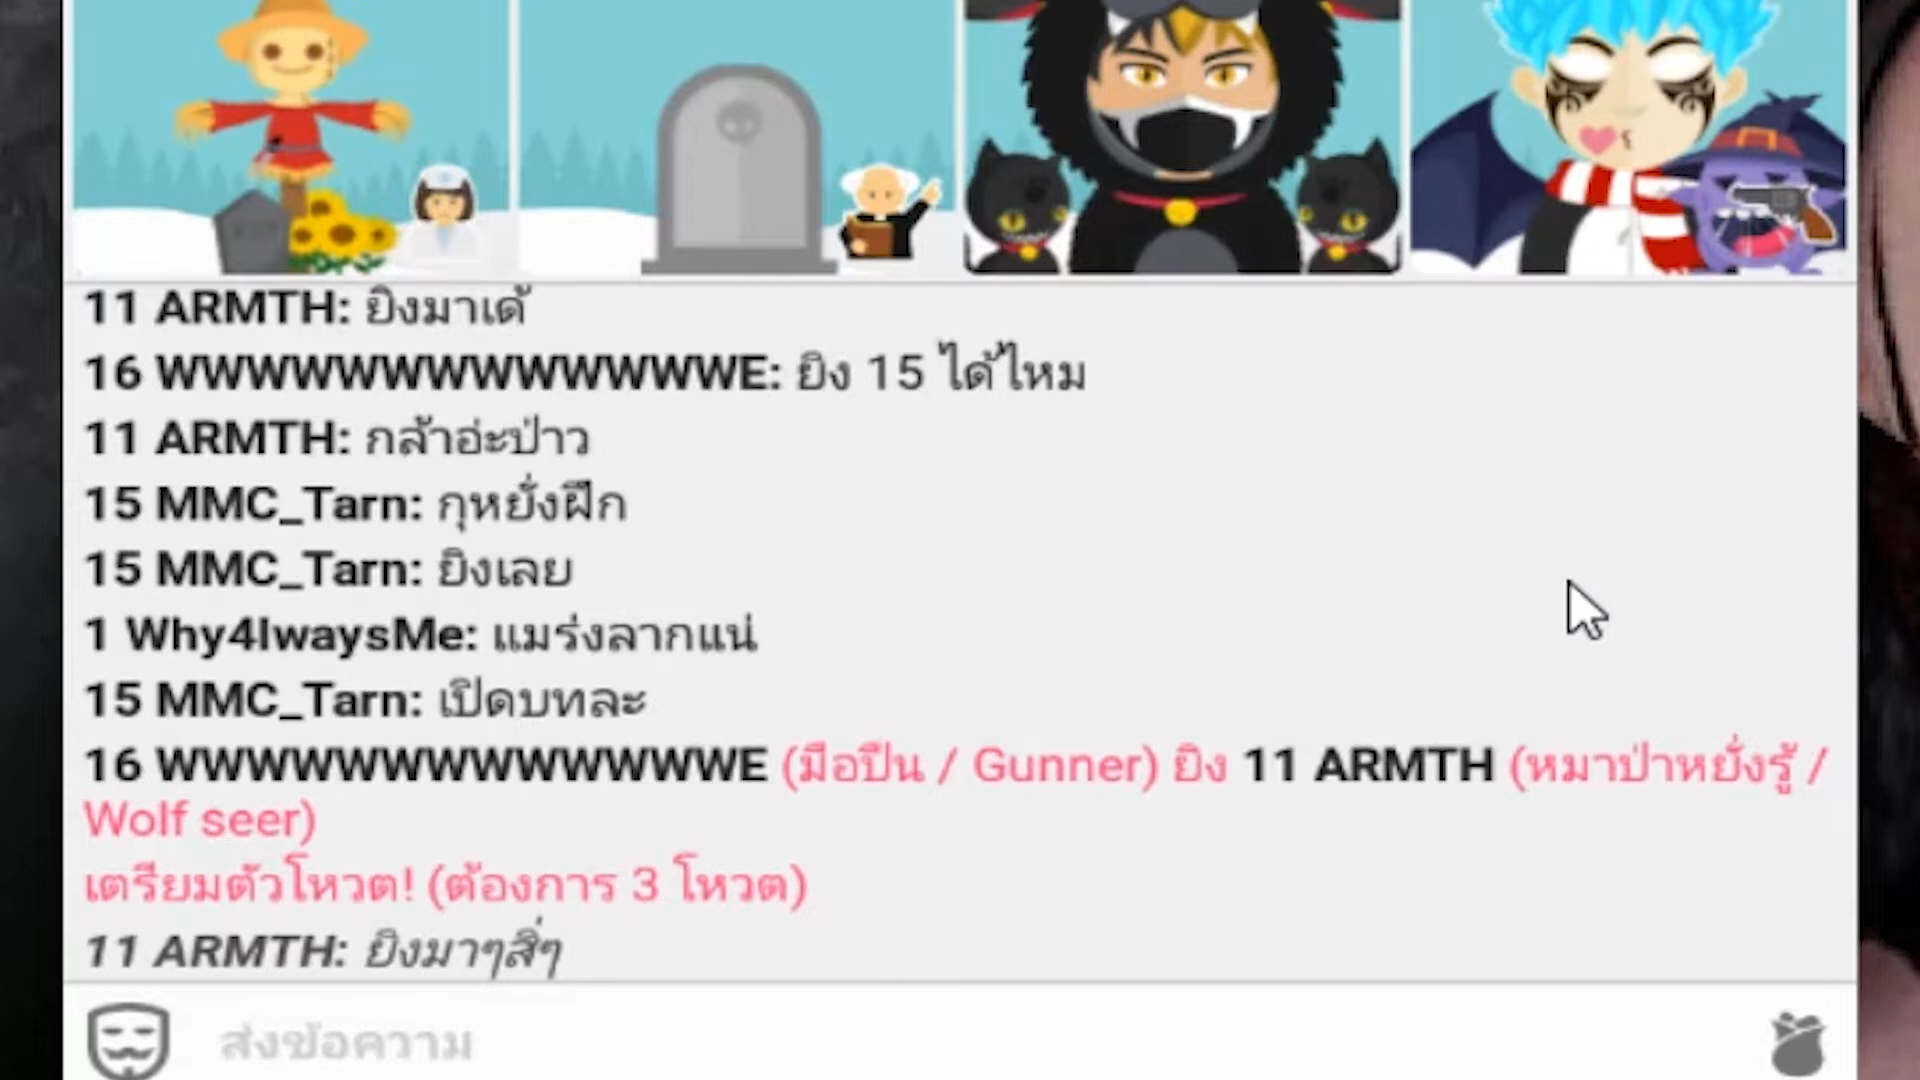 11 ARMTH: ยิงมาเด้
16 WWWWWWWWWWWWWWE: ยิง 15 ได้ไหม
11 ARMTH: กล้าอ่ะป่าว
15 MMC_Tarn: กุหยั่งฝึก
15 MMC_Tarn: ยิงเลย
1 Why4lwaysMe: แมร่งลากแน่
15 MMC_Tarn: เปิดบทละ
16 WWWWWWWWWWWWWWE (มือปืน / Gunner) ยิง 11 ARMTH (หมาป่าหยั่งรู้ /
Wolf seer)
เตรียมตัวโหวต! (ต้องการ 3 โหวต)
11 ARMTH: ยิงมาๆสิ่ๆ
ส่งข้อความ